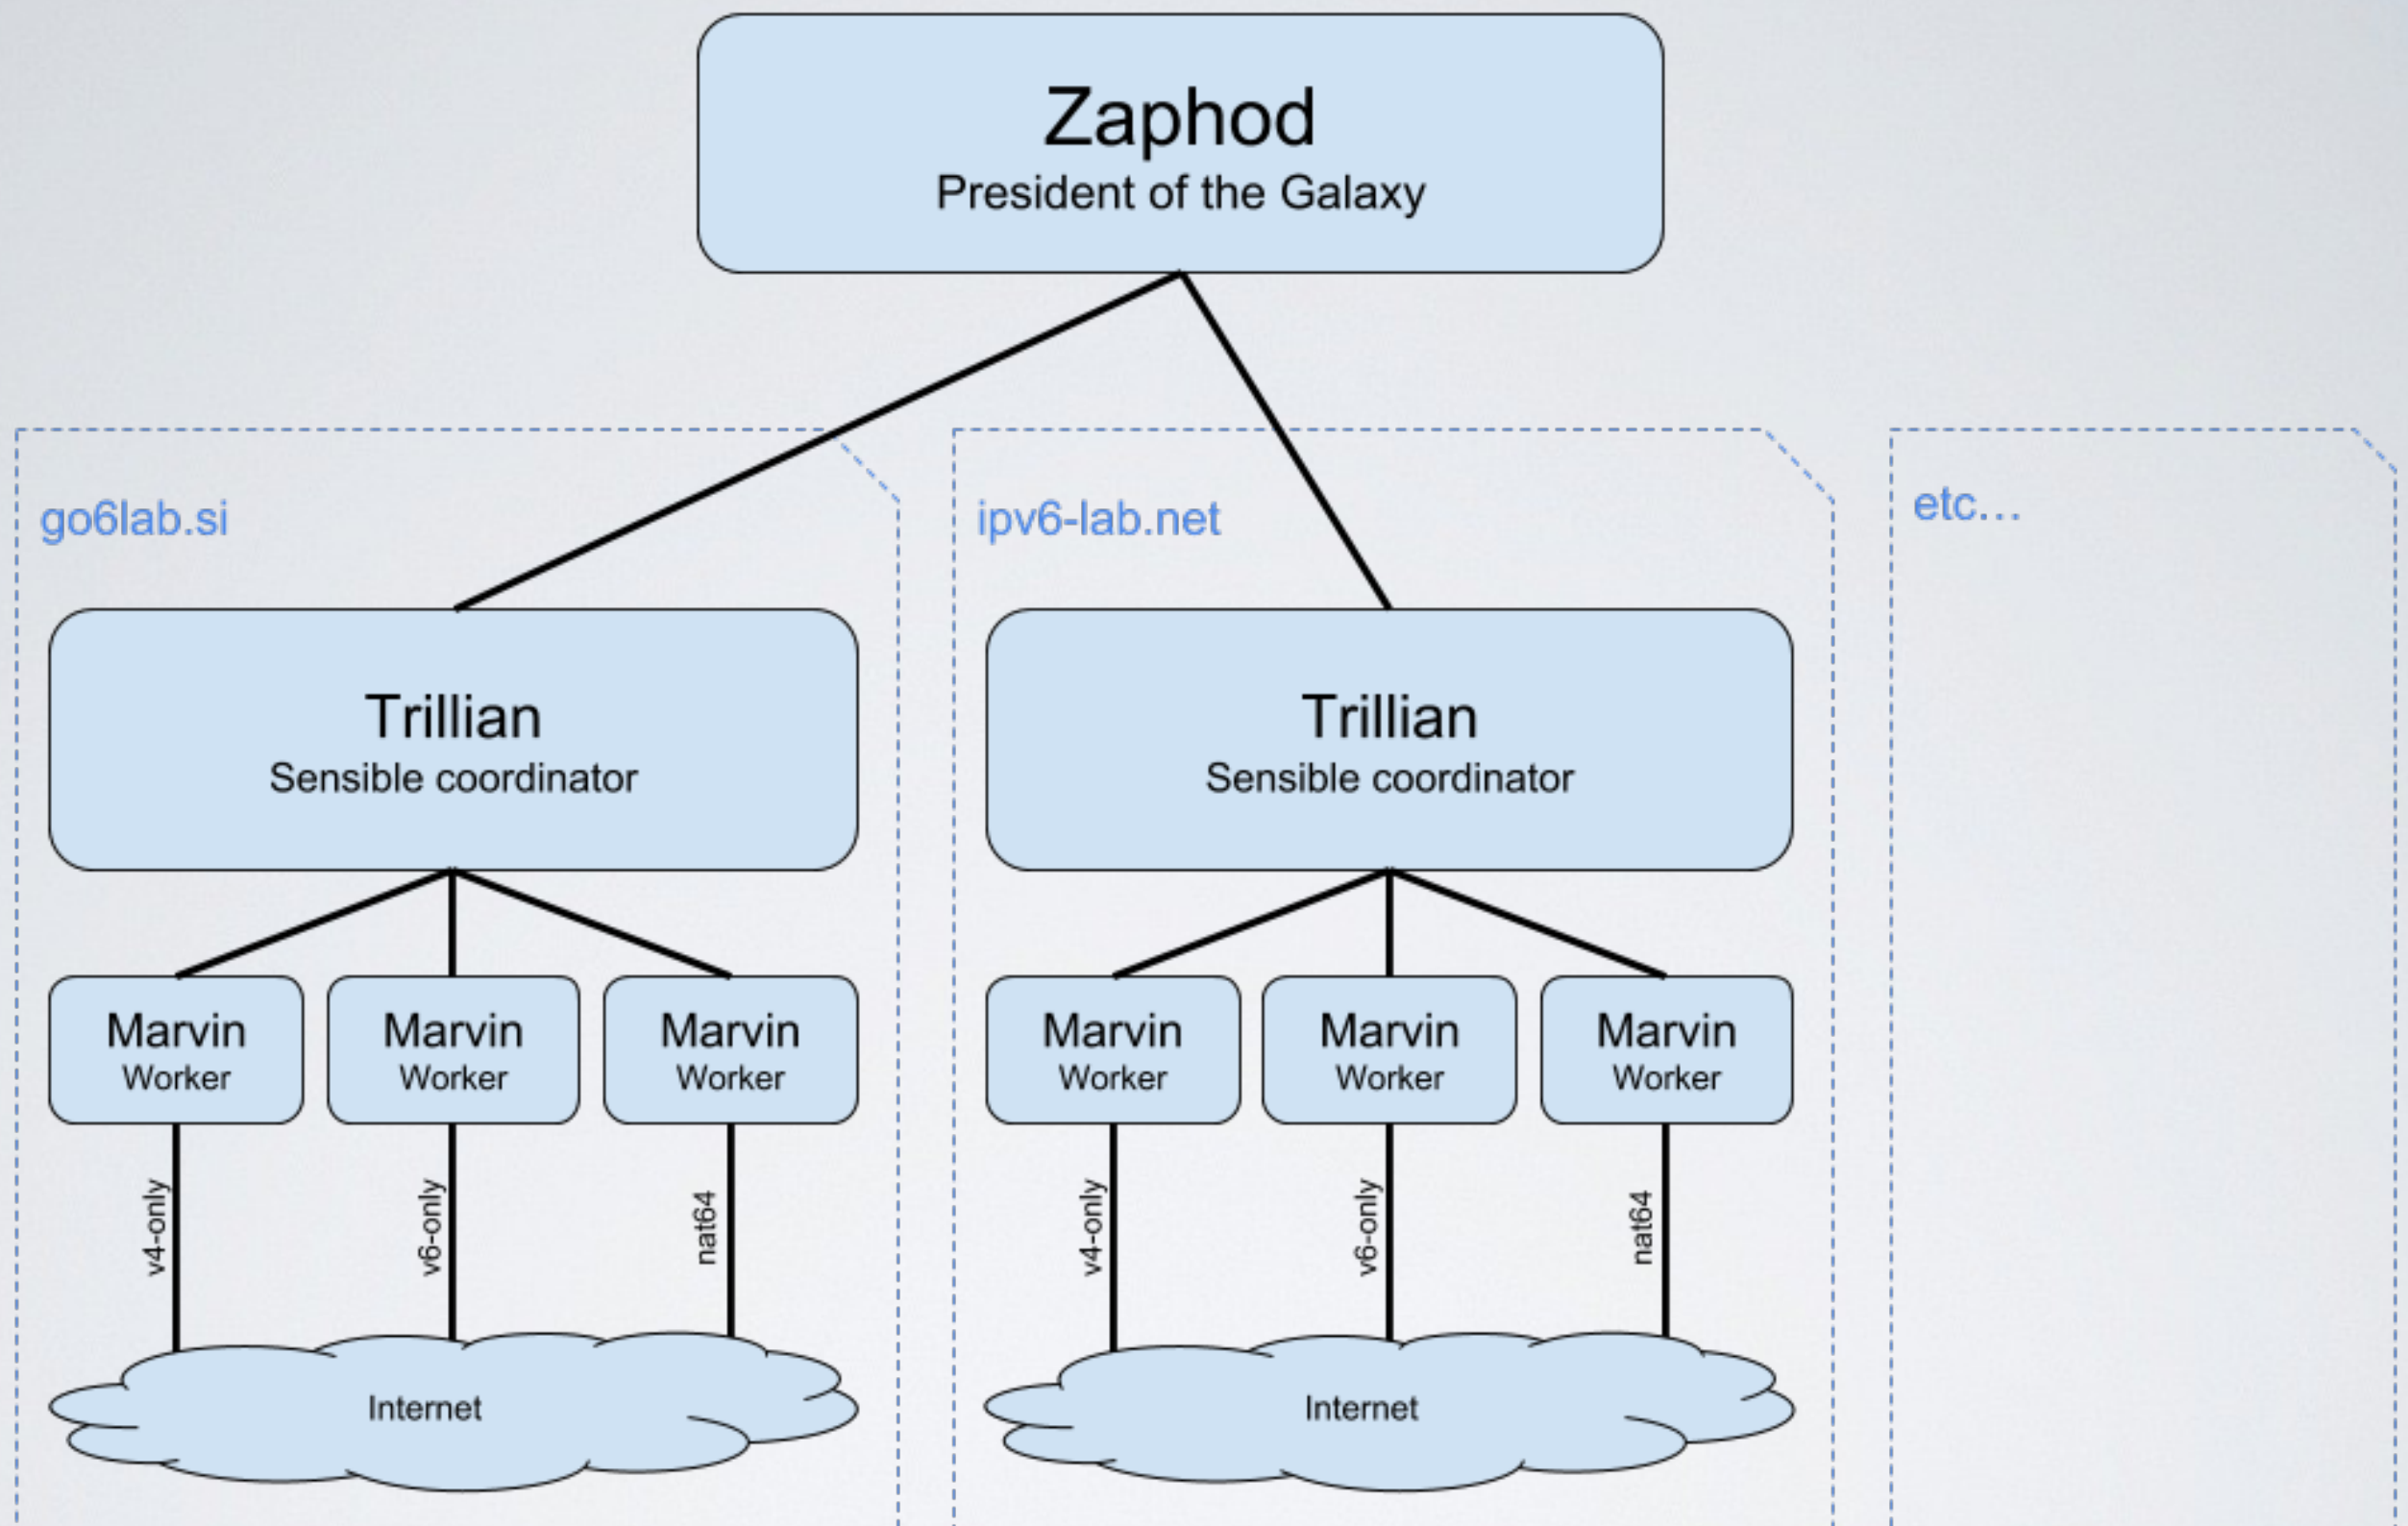 Zaphod
President of the Galaxy
go6lab.si
ipv6-lab.net
etc...
Trillian
Sensible coordinator
Trillian
Sensible coordinator
Marvin
Worker
Marvin
Worker
Marvin
Worker
Marvin
Worker
Marvin
Worker
Marvin
Worker
v4-only
v6-only
nat64
v4-only
v6-only
nat64
Internet
Internet